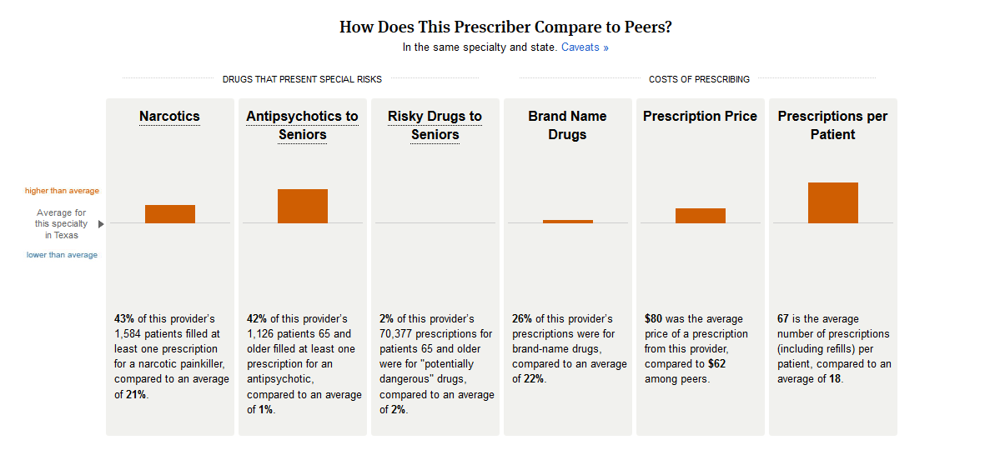 How Does This Prescriber Compare to Peers?
In the same specialty and state. Caveats »
DRUGS THAT PRESENT SPECIAL RISKS
COSTS OF PRESCRIBING
Narcotics
Antipsychotics to
Seniors
Risky Drugs to
Seniors
Brand Name
Drugs
Prescription Price
Prescriptions per
Patient
higher than average
Average for
this specialty
in Texas
lower than average
43% of this provider's
1,584 patients filled at
least one prescription
for a narcotic painkiller,
compared to an average
of 21%.
42% of this provider's
1,126 patients 65 and
older filled at least one
prescription for an
antipsychotic,
compared to an average
of 1%.
2% of this provider's
70,377 prescriptions for
patients 65 and older
were for "potentially
dangerous" drugs,
compared to an average
of 2%.
26% of this provider's
prescriptions were for
brand-name drugs,
compared to an average
of 22%.
$80 was the average
price of a prescription
from this provider,
compared to $62
among peers.
67 is the average
number of prescriptions
(including refills) per
patient, compared to an
average of 18.